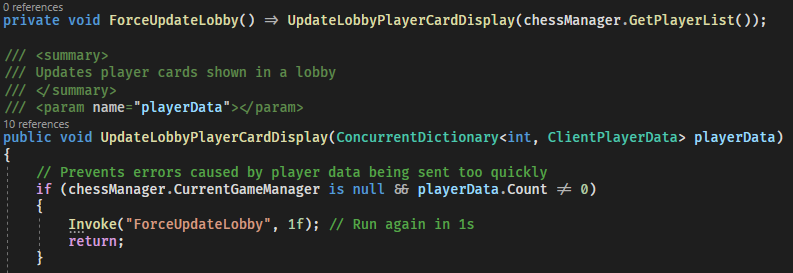 0 references
private void ForceUpdateLobby() => UpdateLobbyPlayerCardDisplay(chessManager.GetPlayerList());
/// <summary>
/// Updates player cards shown in a lobby
/// </summary>
/// <param name="playerData"></param>
10 references
public void UpdateLobbyPlayerCardDisplay(ConcurrentDictionary<int, ClientPlayerData> playerData)
{
// Prevents errors caused by player data being sent too quickly
if (chessManager.CurrentGameManager is null && playerData.Count != 0)
{
Invoke("ForceUpdateLobby", 1f); // Run again in 1s
return;
}